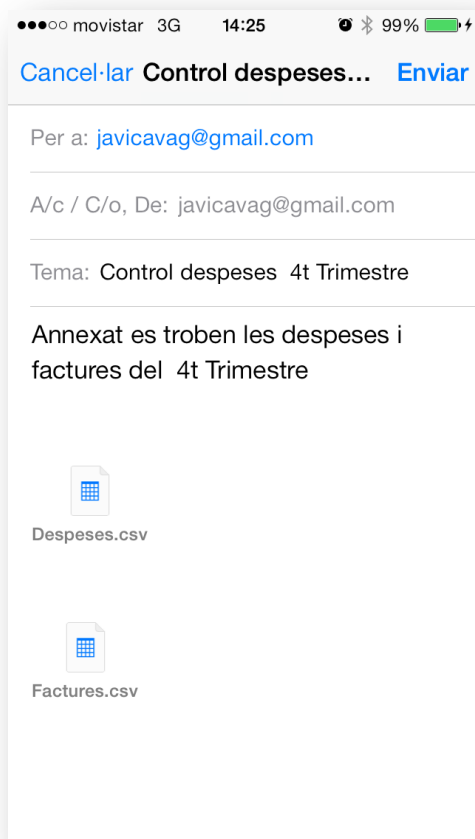 movistar 3G 14:25 99%
Cancel·lar Control despeses... Enviar
Per a: javicavag@gmail.com
A/c / C/o, De: javicavag@gmail.com
Tema: Control despeses  4t Trimestre
Annexat es troben les despeses i
factures del  4t Trimestre
Despeses.csv
Factures.csv